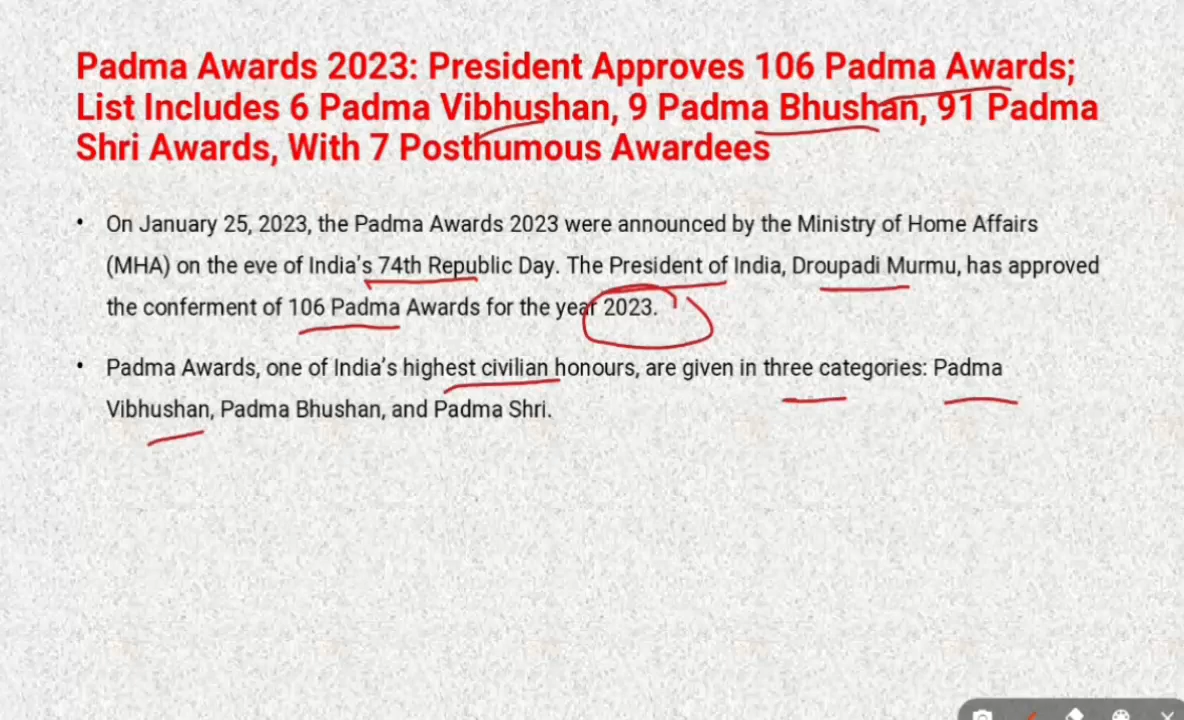 Padma Awards 2023: President Approves 106 Padma Awards;
List Includes 6 Padma Vibhushan, 9 Padma Bhushan, 91 Padma
Shri Awards, With 7 Posthumous Awardees
• On January 25, 2023, the Padma Awards 2023 were announced by the Ministry of Home Affairs
(MHA) on the eve of India's 74th Republic Day. The President of India, Droupadi Murmu, has approved
the conferment of 106 Padma Awards for the year 2023.
• Padma Awards, one of India's highest civilian honours, are given in three categories: Padma
Vibhushan, Padma Bhushan, and Padma Shri.